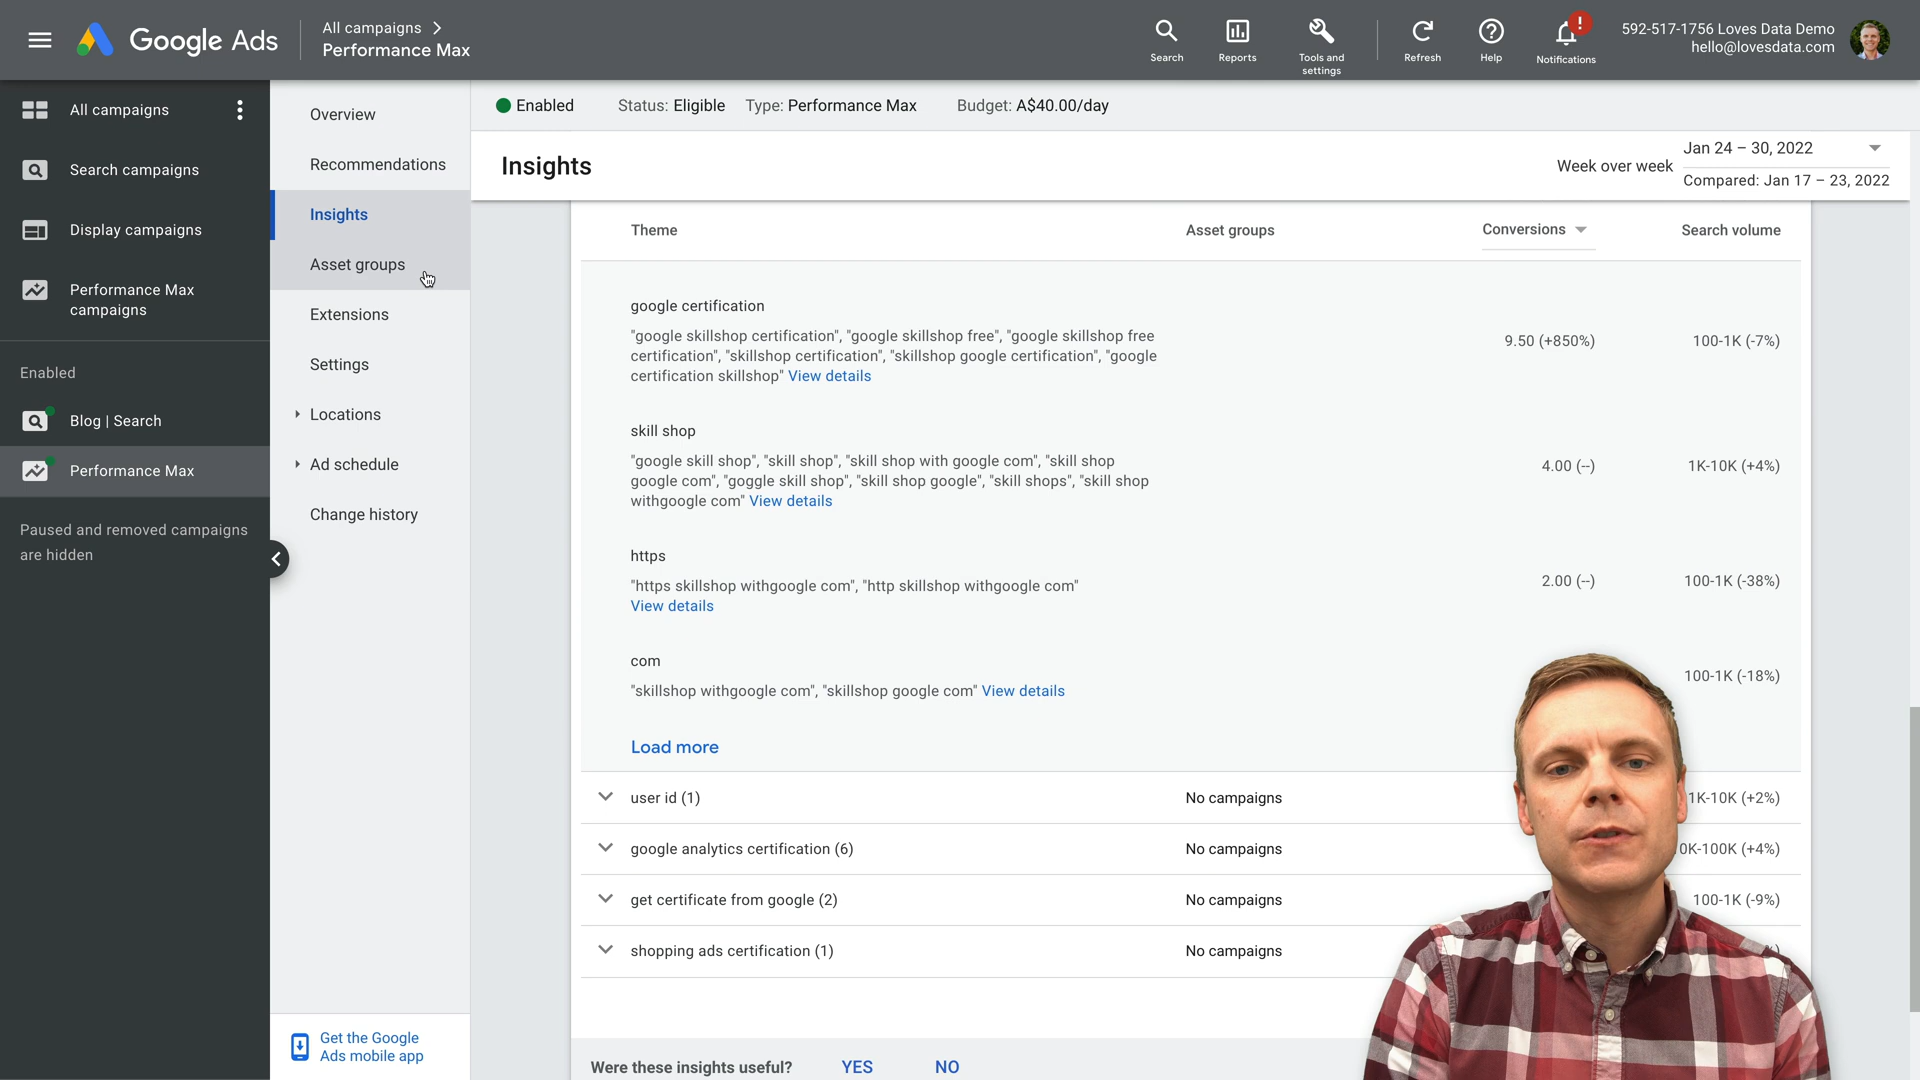 Google Ads
All campaigns
Performance Max
Search
Reports
Tools and
settings
Refresh
Help
!
Notifications
592-517-1756 Loves Data Demo
hello@lovesdata.com
All campaigns
Search campaigns
Display campaigns
Performance Max
campaigns
Enabled
Blog | Search
Performance Max
Paused and removed campaigns
are hidden
Overview
Recommendations
Insights
Asset groups
Extensions
Settings
Locations
Ad schedule
Change history
Get the Google
Ads mobile app
Enabled Status: Eligible Type: Performance Max Budget: A$40.00/day
Insights
Week over week
Jan 24 – 30, 2022
Compared: Jan 17 – 23, 2022
Theme Asset groups Conversions Search volume
google certification
"google skillshop certification", "google skillshop free", "google skillshop free
certification", "skillshop certification", "skillshop google certification", "google
certification skillshop" View details
9.50 (+850%) 100-1K (-7%)
skill shop
"google skill shop", "skill shop", "skill shop with google com", "skill shop
google com", "goggle skill shop", "skill shop google", "skill shops", "skill shop
withgoogle com" View details
4.00 (--) 1K-10K (+4%)
https
"https skillshop withgoogle com", "http skillshop withgoogle com"
View details
2.00 (--) 100-1K (-38%)
com
"skillshop withgoogle com", "skillshop google com" View details
100-1K (-18%)
Load more
user id (1) No campaigns 1K-10K (+2%)
google analytics certification (6) No campaigns 0K-100K (+4%)
get certificate from google (2) No campaigns 100-1K (-9%)
shopping ads certification (1) No campaigns
Were these insights useful? YES NO